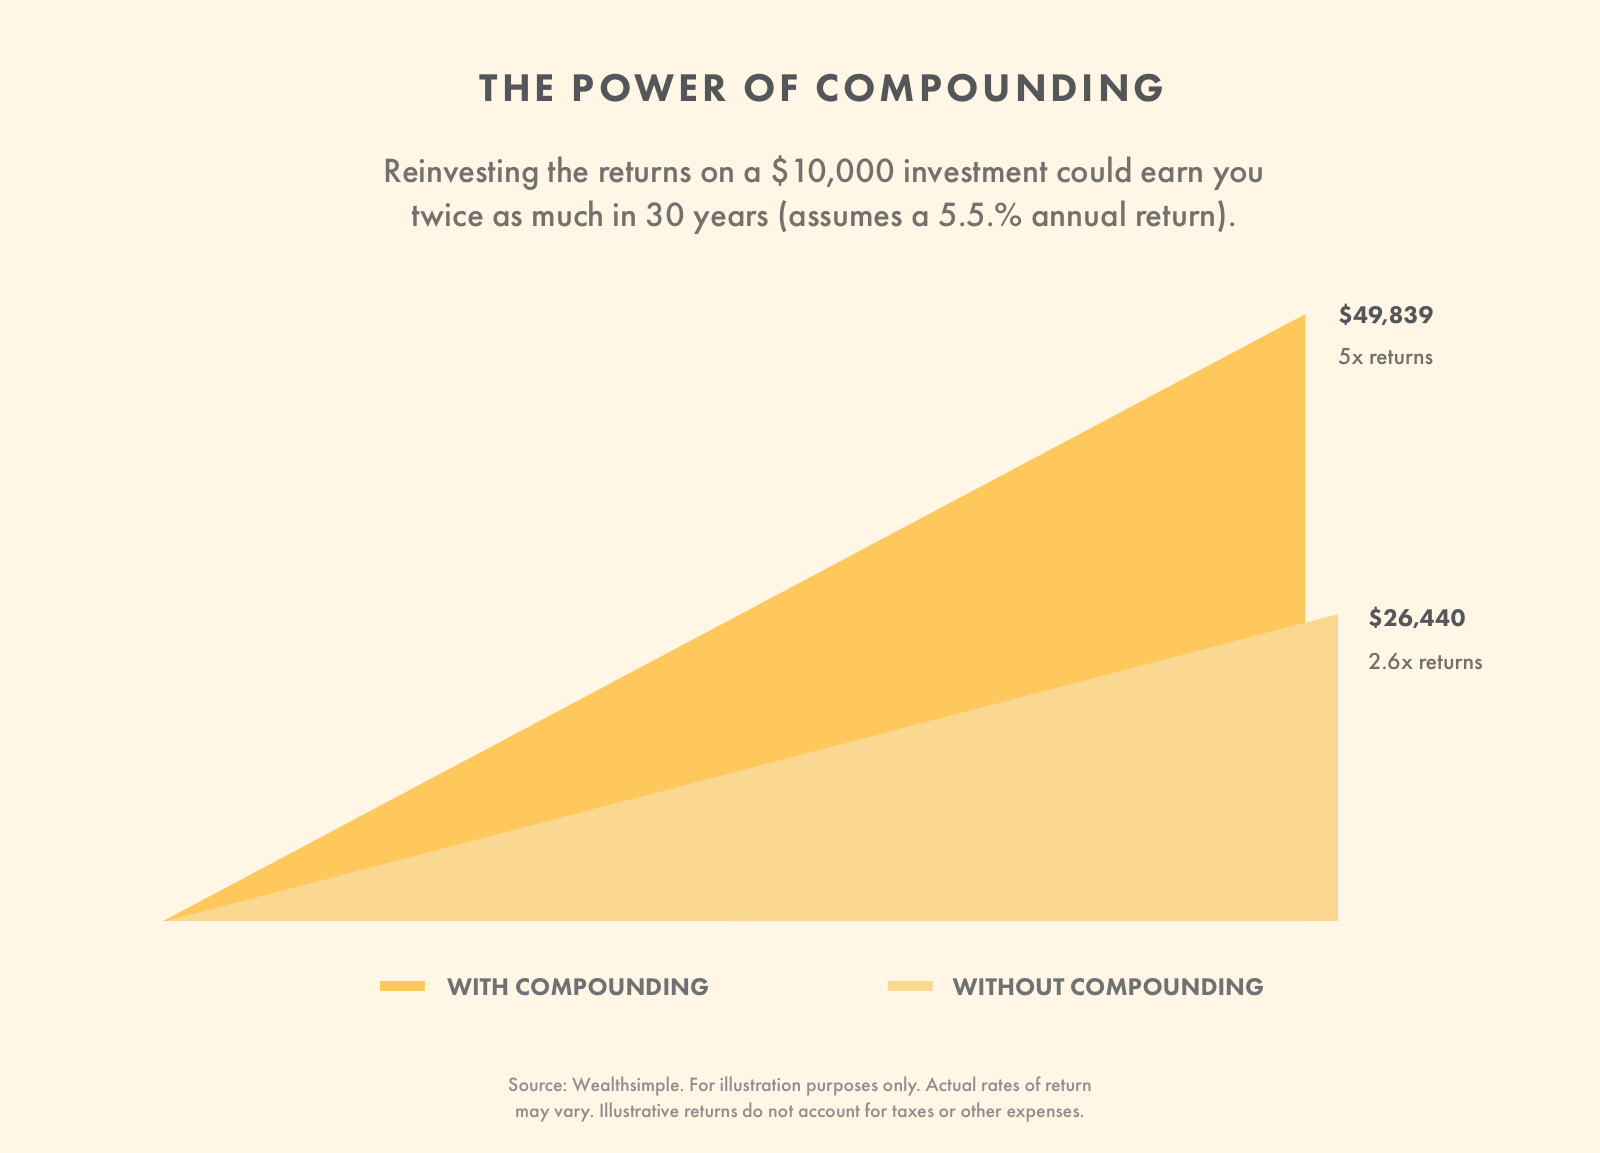 THE POWER OF COMPOUNDING
Reinvesting the returns on a $10,000 investment could earn you
twice as much in 30 years (assumes a 5.5.% annual return).
$49,839
5x returns
$26,440
2.6x returns
WITH COMPOUNDING
WITHOUT COMPOUNDING
Source: Wealthsimple. For illustration purposes only. Actual rates of return
may vary. Illustrative returns do not account for taxes or other expenses.